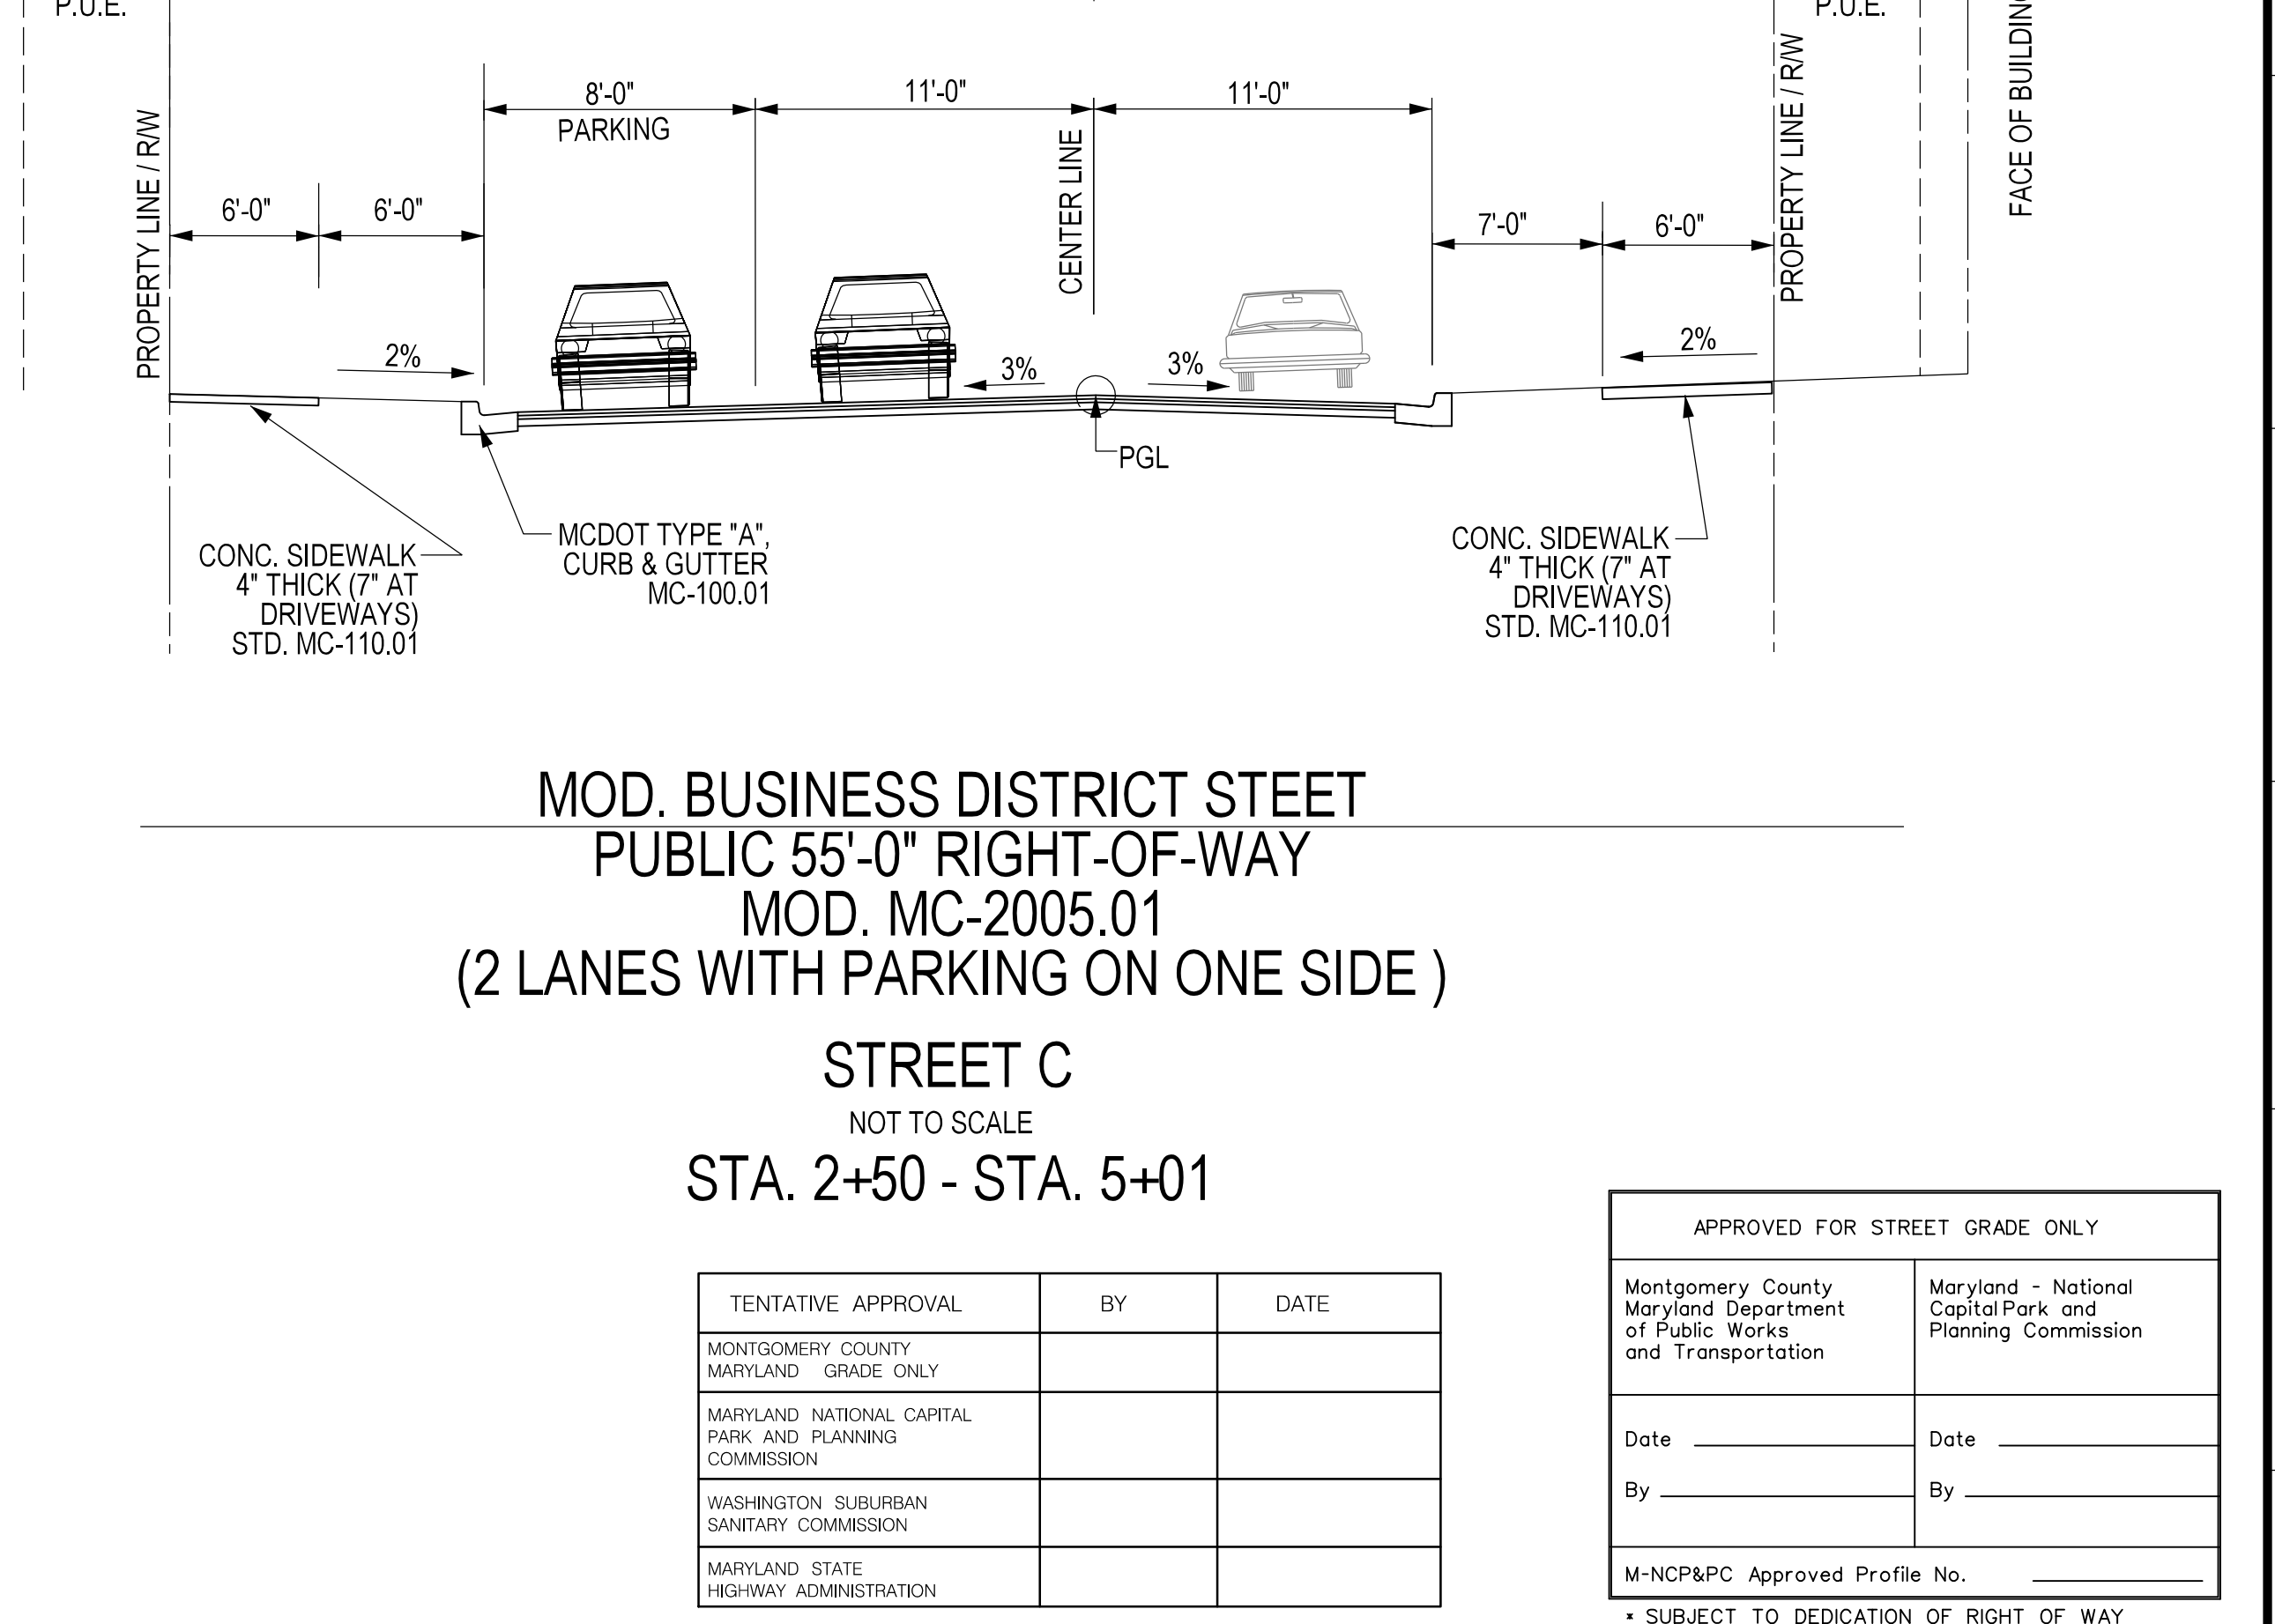 P.U.E.
P.U.E.
FACE OF BUILDING
PROPERTY LINE / R/W
8'-0"
11'-0"
11'-0"
PARKING
CENTER LINE
PROPERTY LINE / R/W
6'-0"
6'-0"
7'-0"
6'-0"
2%
3%
3%
2%
PGL
CONC. SIDEWALK
4" THICK (7" AT
DRIVEWAYS)
STD. MC-110.01
MCDOT TYPE "A",
CURB & GUTTER
MC-100.01
CONC. SIDEWALK
4" THICK (7" AT
DRIVEWAYS)
STD. MC-110.01
MOD. BUSINESS DISTRICT STEET
PUBLIC 55'-0" RIGHT-OF-WAY
MOD. MC-2005.01
(2 LANES WITH PARKING ON ONE SIDE )
STREET C
NOT TO SCALE
STA. 2+50 - STA. 5+01
TENTATIVE APPROVAL BY DATE
MONTGOMERY COUNTY
MARYLAND GRADE ONLY
MARYLAND NATIONAL CAPITAL
PARK AND PLANNING
COMMISSION
WASHINGTON SUBURBAN
SANITARY COMMISSION
MARYLAND STATE
HIGHWAY ADMINISTRATION
APPROVED FOR STREET GRADE ONLY
Montgomery County
Maryland Department
of Public Works
and Transportation
Maryland - National
Capital Park and
Planning Commission
Date
By
Date
By
M-NCP&PC Approved Profile No.
* SUBJECT TO DEDICATION OF RIGHT OF WAY